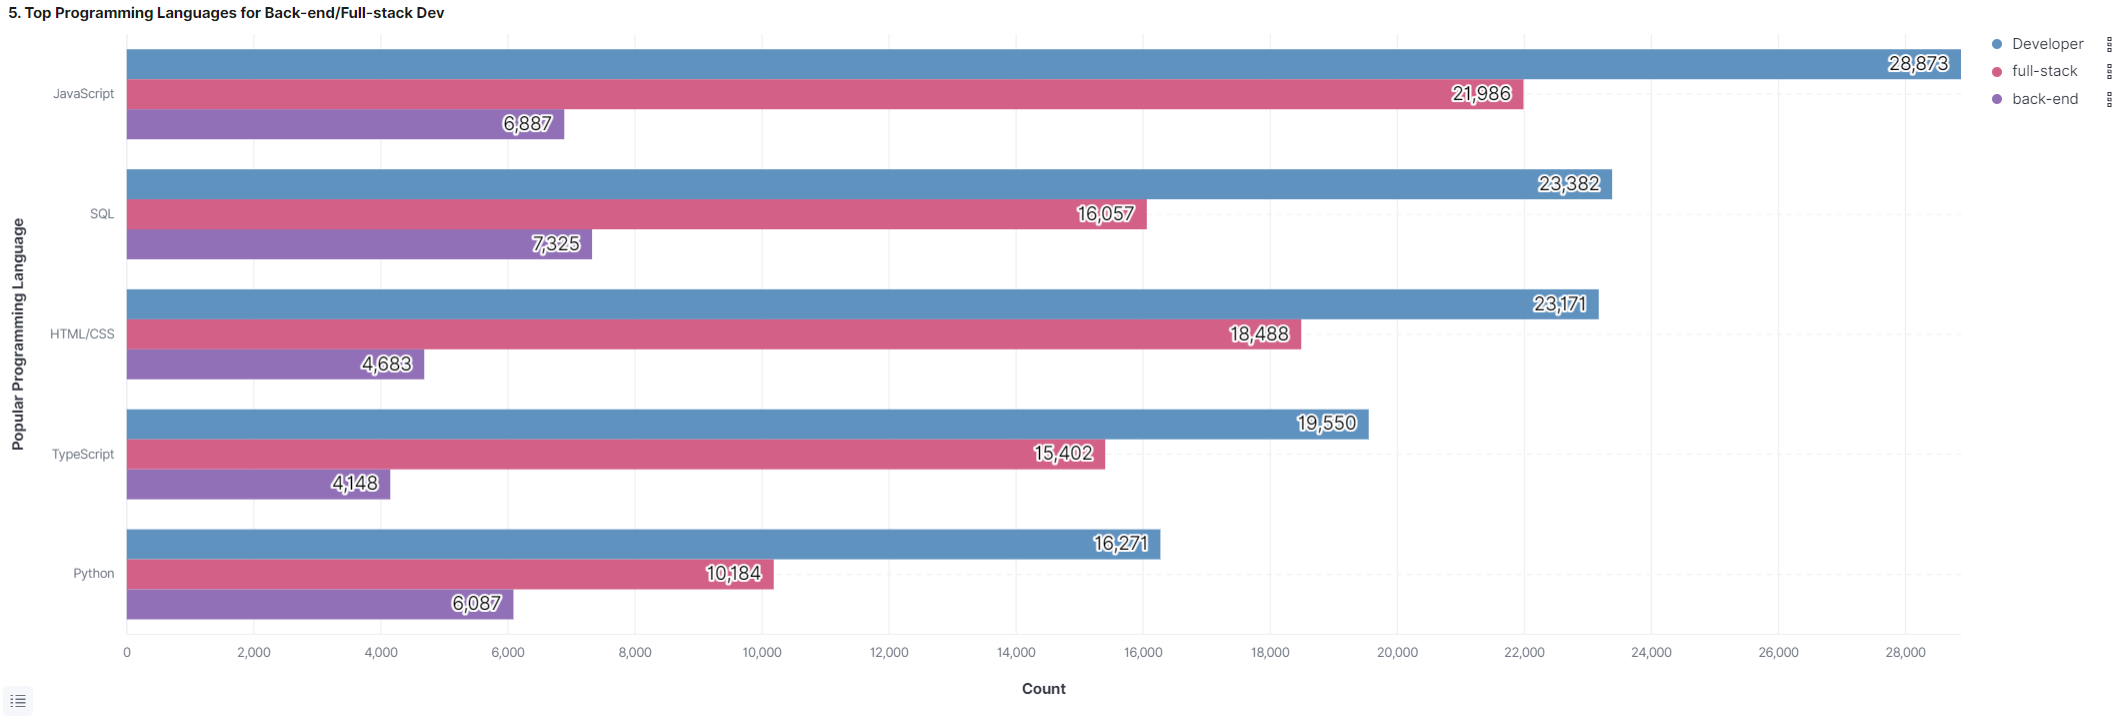 5. Top Programming Languages for Back-end/Full-stack Dev
Developer
full-stack
back-end
Popular Programming Language
JavaScript
28,873
21,986
6,887
SQL
23,382
16,057
7,325
HTML/CSS
23,171
18,488
4,683
TypeScript
19,550
15,402
4,148
Python
16,271
10,184
6,087
0 2,000 4,000 6,000 8,000 10,000 12,000 14,000 16,000 18,000 20,000 22,000 24,000 26,000 28,000
Count